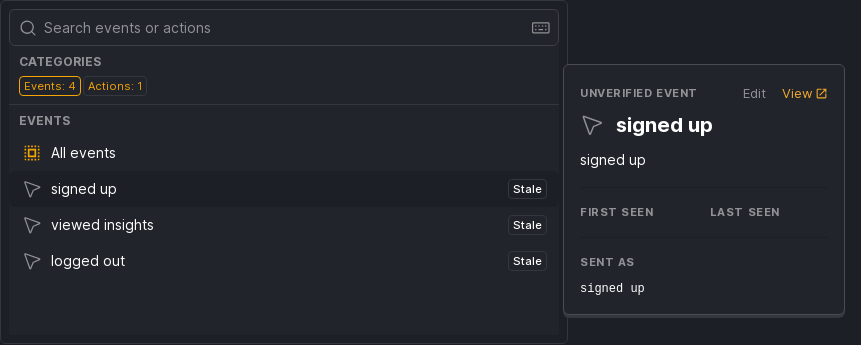 Search events or actions
CATEGORIES
Events: 4 Actions: 1
EVENTS
All events
signed up Stale
viewed insights Stale
logged out Stale
UNVERIFIED EVENT Edit View
signed up
signed up
FIRST SEEN LAST SEEN
SENT AS
signed up